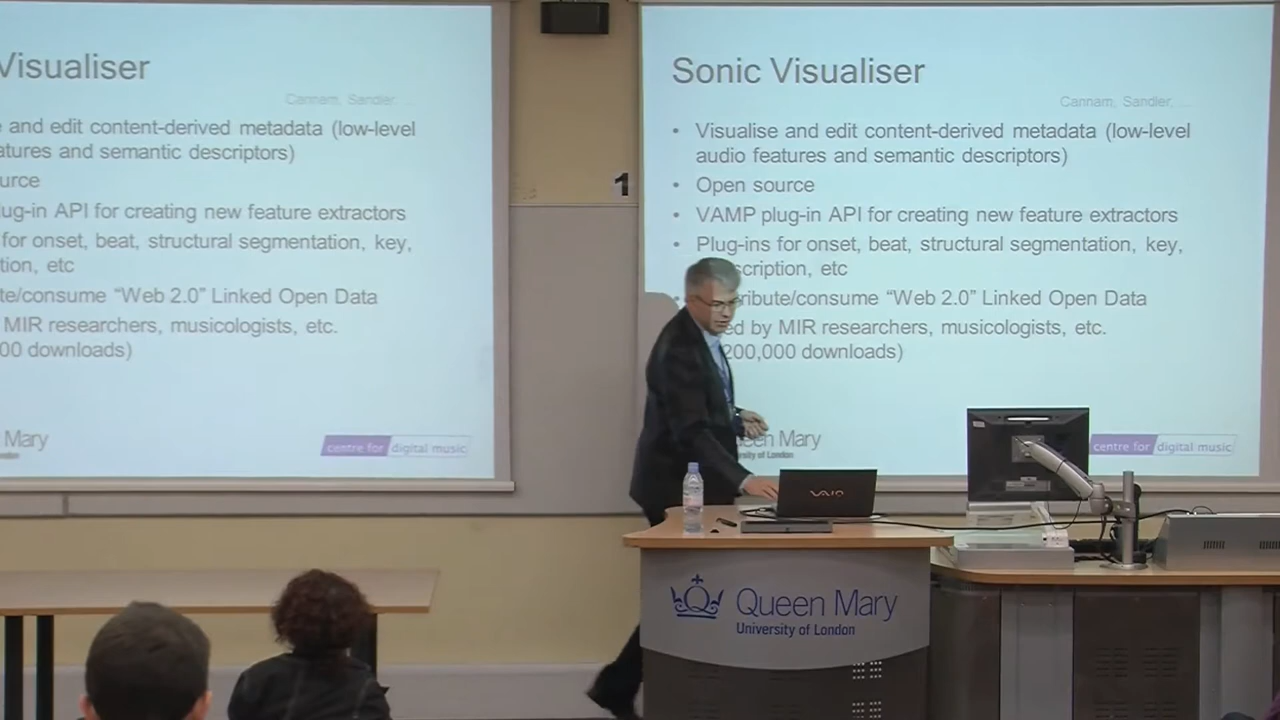 Visualiser
Cannam, Sandler...
and edit content-derived metadata (low-level
atures and semantic descriptors)
urce
ug-in API for creating new feature extractors
for onset, beat, structural segmentation, key,
tion, etc
te/consume “Web 2.0” Linked Open Data
MIR researchers, musicologists, etc.
00 downloads)
Mary
centre for digital music
1
Sonic Visualiser
Cannam, Sandler, ...
• Visualise and edit content-derived metadata (low-level
audio features and semantic descriptors)
• Open source
• VAMP plug-in API for creating new feature extractors
• Plug-ins for onset, beat, structural segmentation, key,
scription, etc
ribute/consume “Web 2.0” Linked Open Data
ed by MIR researchers, musicologists, etc.
200,000 downloads)
een Mary
University of London
centre for digital music
VAIO
Queen Mary
University of London